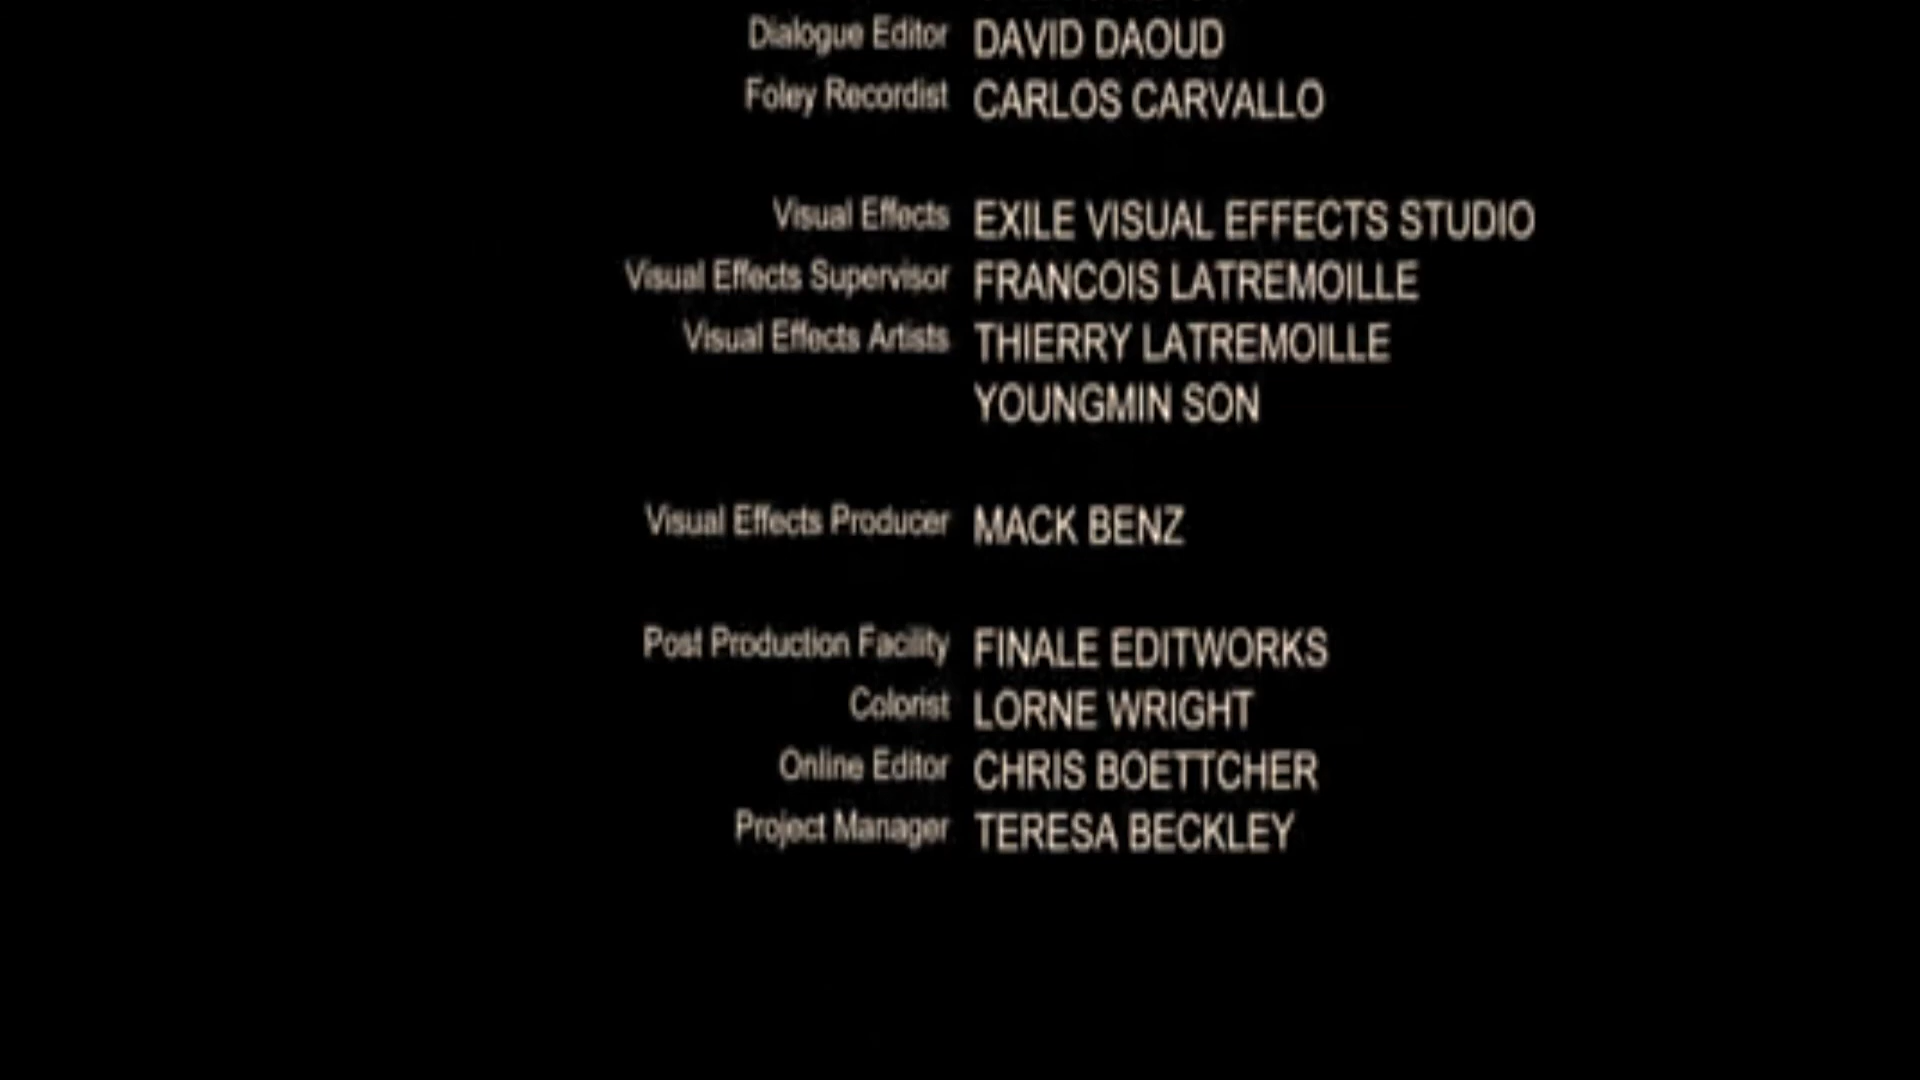 Dialogue Editor DAVID DAOUD
Foley Recordist CARLOS CARVALLO
Visual Effects EXILE VISUAL EFFECTS STUDIO
Visual Effects Supervisor FRANCOIS LATREMOILLE
Visual Effects Artists THIERRY LATREMOILLE
YOUNGMIN SON
Visual Effects Producer MACK BENZ
Post Production Facility FINALE EDITWORKS
Colorist LORNE WRIGHT
Online Editor CHRIS BOETTCHER
Project Manager TERESA BECKLEY